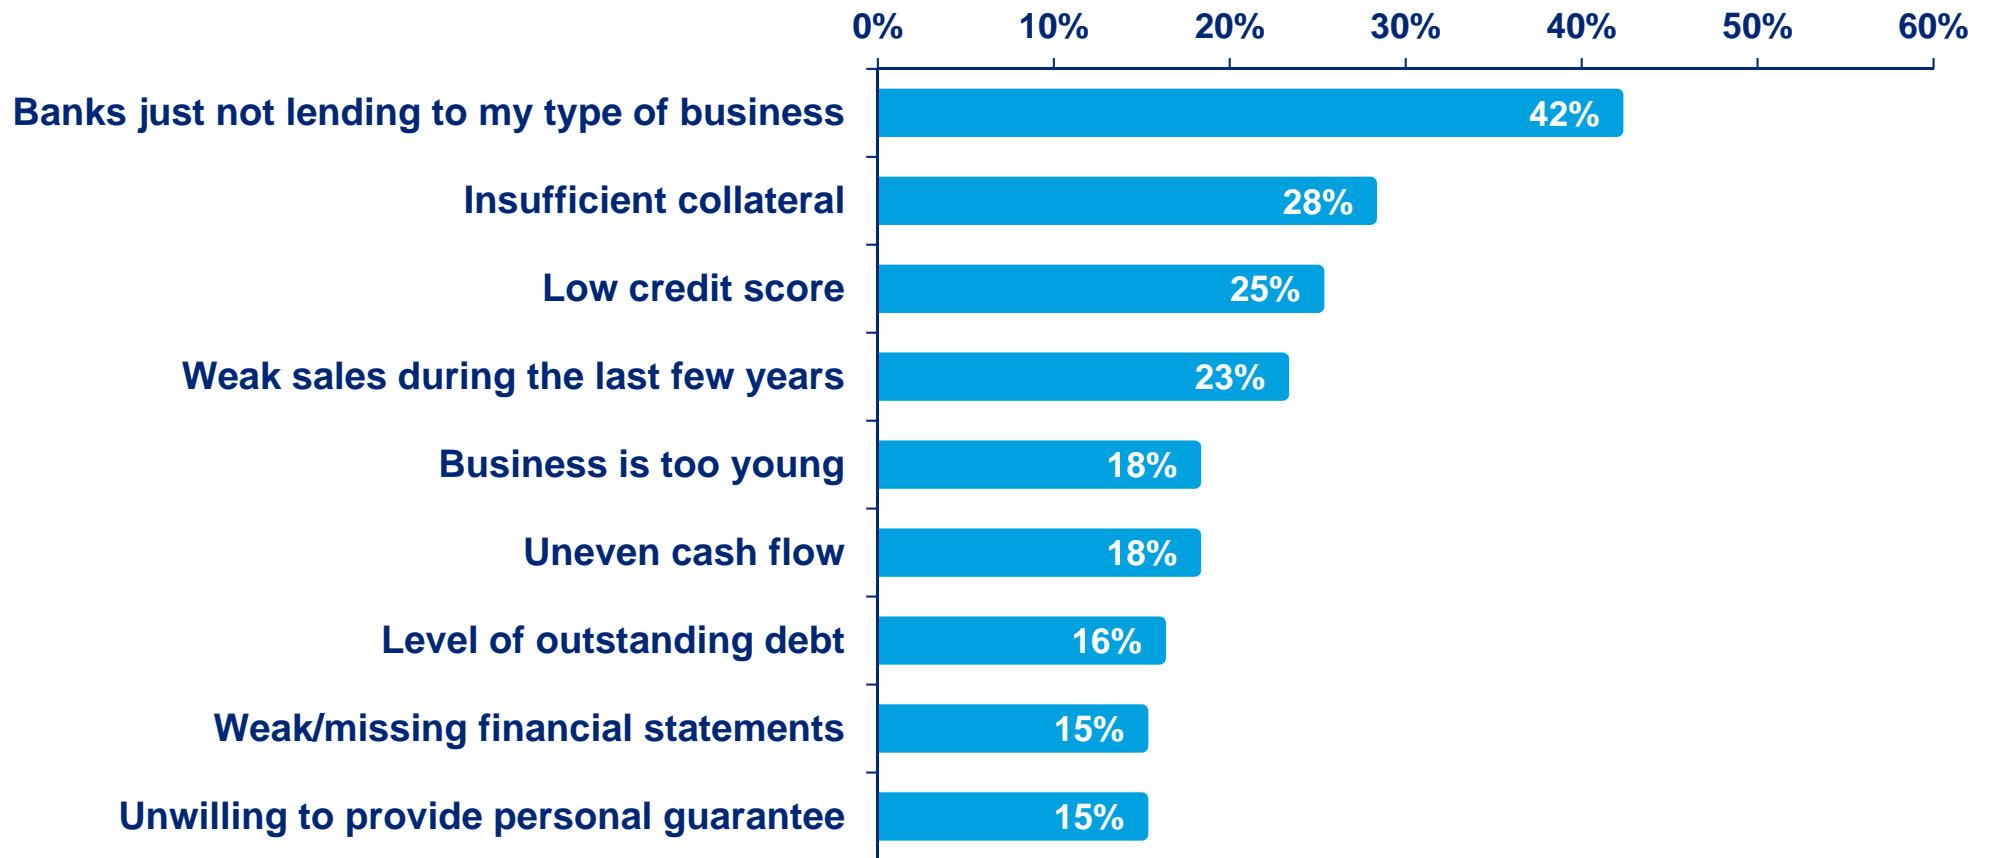 0% 10% 20% 30% 40% 50% 60%
Banks just not lending to my type of business 42%
Insufficient collateral 28%
Low credit score 25%
Weak sales during the last few years 23%
Business is too young 18%
Uneven cash flow 18%
Level of outstanding debt 16%
Weak/missing financial statements 15%
Unwilling to provide personal guarantee 15%